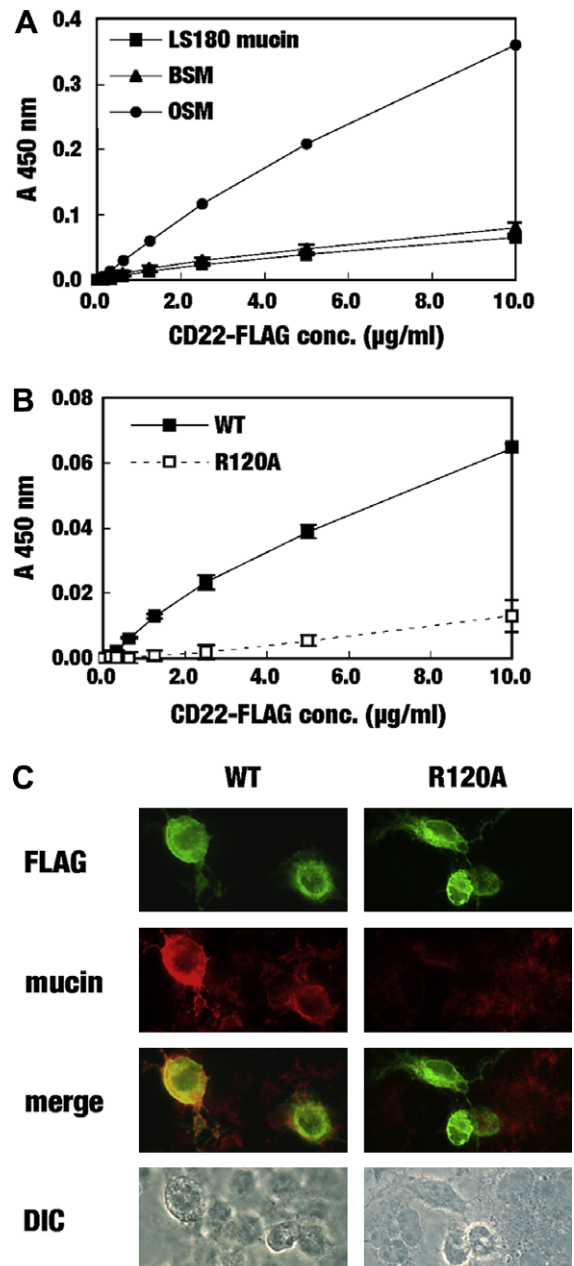 A
0.4
0.3
0.2
0.1
0.0
A 450 nm
LS180 mucin
BSM
OSM
0.0 2.0 4.0 6.0 8.0 10.0
CD22-FLAG conc. (µg/ml)
B
0.08
0.06
0.04
0.02
0.00
A 450 nm
WT
R120A
0.0 2.0 4.0 6.0 8.0 10.0
CD22-FLAG conc. (µg/ml)
C
WT R120A
FLAG
mucin
merge
DIC